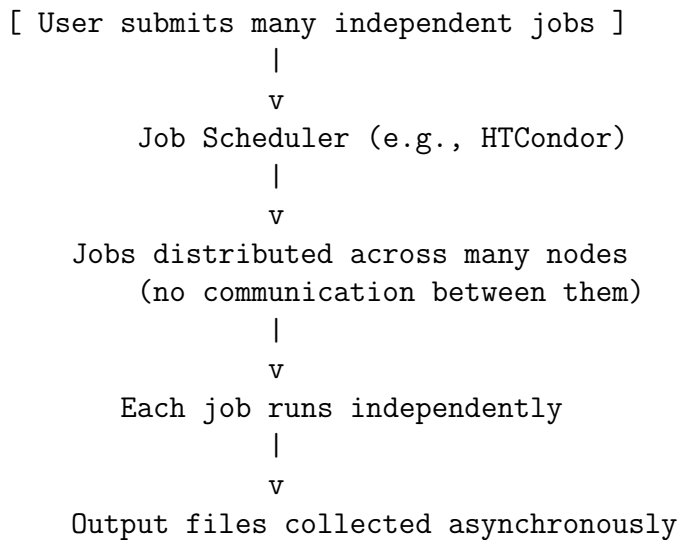 [ User submits many independent jobs ]
|
v
Job Scheduler (e.g., HTCondor)
|
v
Jobs distributed across many nodes
(no communication between them)
|
v
Each job runs independently
|
v
Output files collected asynchronously